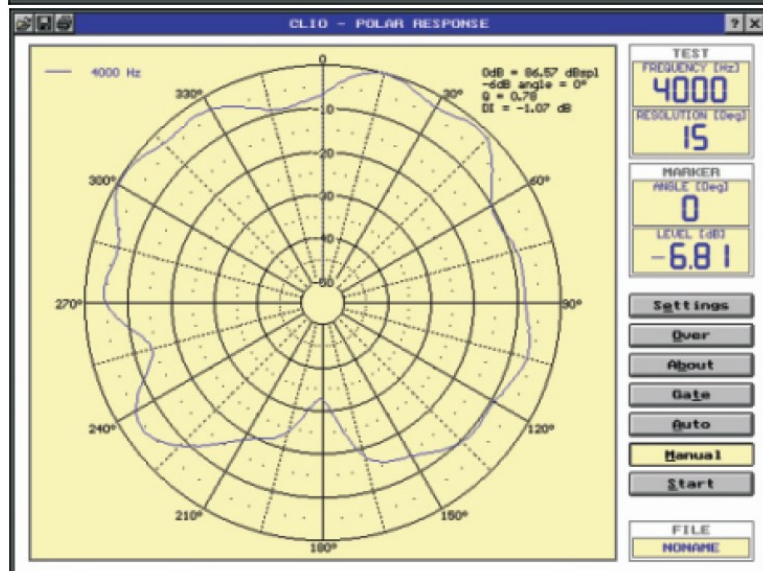 CLIO - POLAR RESPONSE
? X
4000 Hz
0dB = 86.57 dBspl
-6dB angle = 0°
Q = 0.78
DI = -1.07 dB
0
330°
30°
-10
-20
300°
60°
-30
-40
-50
270°
90°
240°
120°
210°
150°
180°
TEST
FREQUENCY [Hz]
4000
RESOLUTION [Deg]
15
MARKER
ANGLE [Deg]
0
LEVEL [dB]
-6.81
Settings
Over
About
Gate
Auto
Manual
Start
FILE
NONAME